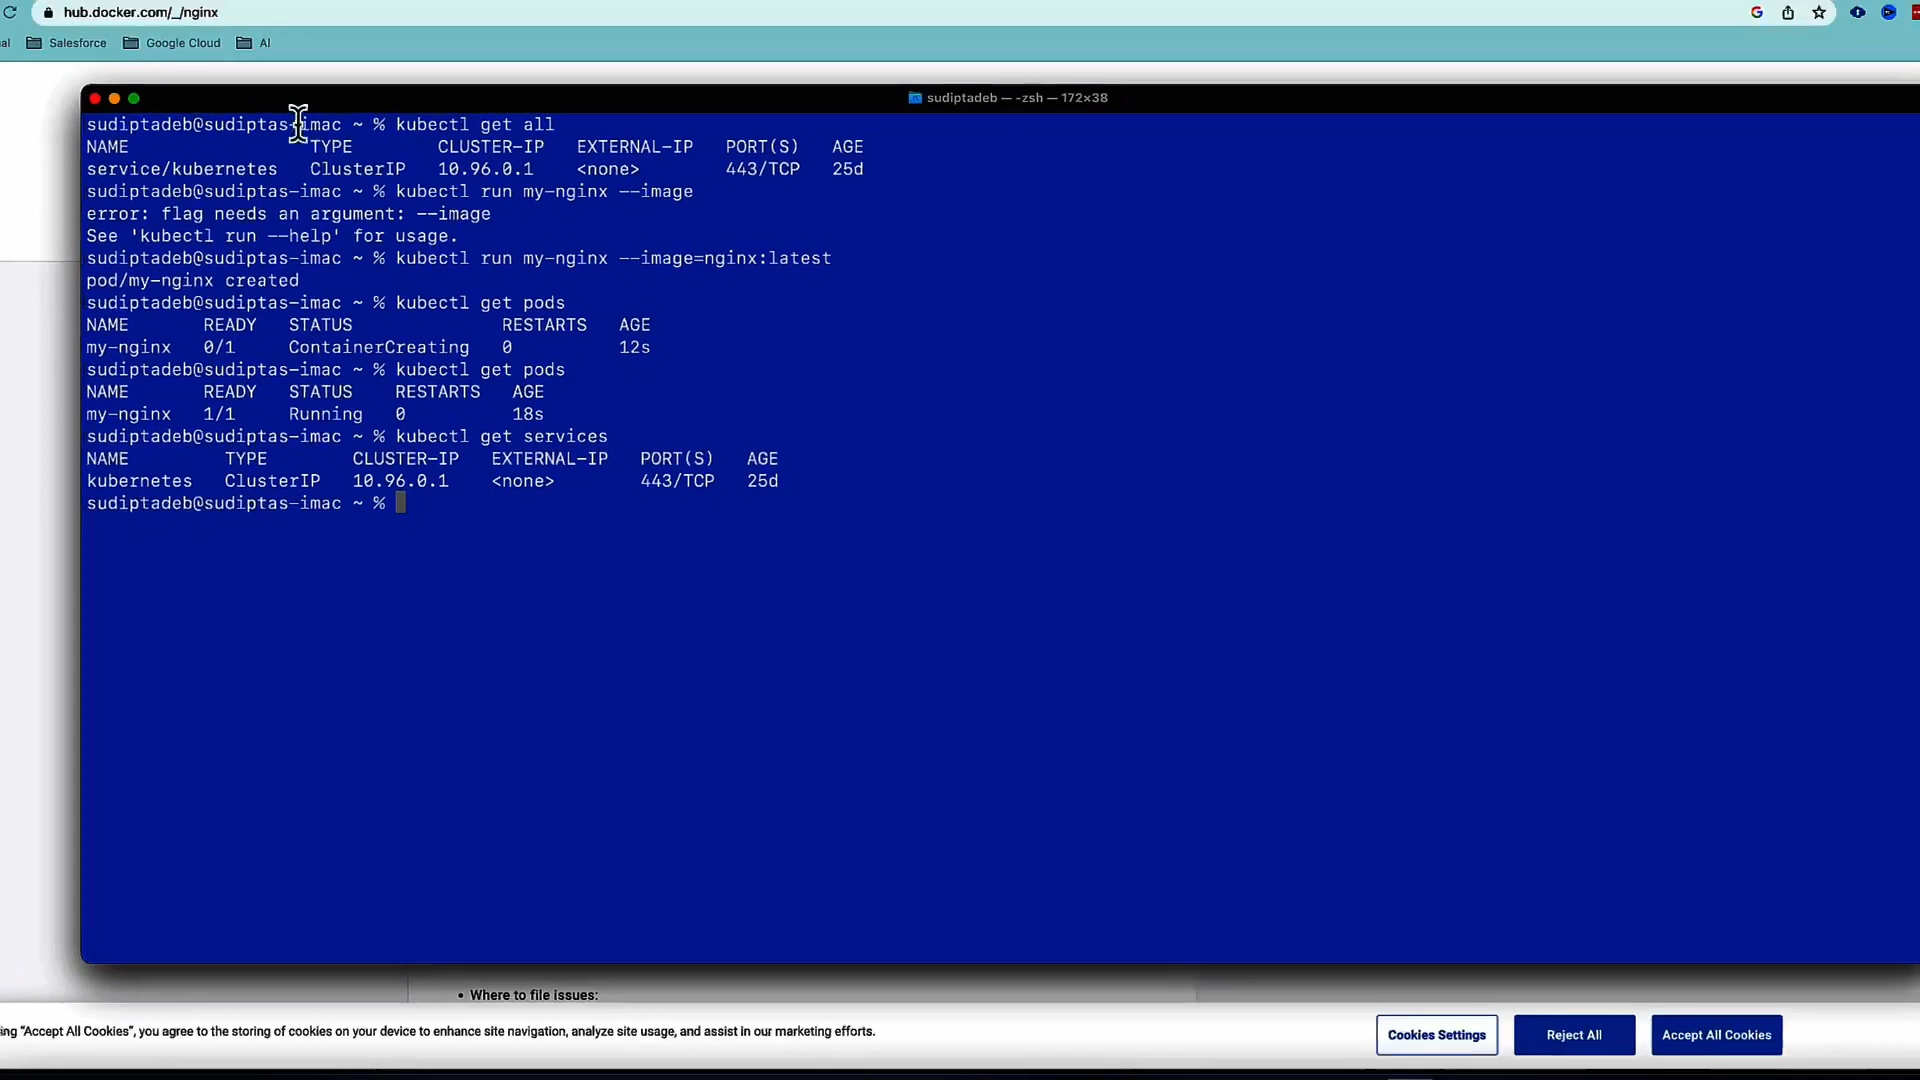 hub.docker.com/_/nginx
al Salesforce Google Cloud AI
sudiptadeb — -zsh — 172×38
sudiptadeb@sudiptas-imac ~ % kubectl get all
NAME TYPE CLUSTER-IP EXTERNAL-IP PORT(S) AGE
service/kubernetes ClusterIP 10.96.0.1 <none> 443/TCP 25d
sudiptadeb@sudiptas-imac ~ % kubectl run my-nginx --image
error: flag needs an argument: --image
See 'kubectl run --help' for usage.
sudiptadeb@sudiptas-imac ~ % kubectl run my-nginx --image=nginx:latest
pod/my-nginx created
sudiptadeb@sudiptas-imac ~ % kubectl get pods
NAME READY STATUS RESTARTS AGE
my-nginx 0/1 ContainerCreating 0 12s
sudiptadeb@sudiptas-imac ~ % kubectl get pods
NAME READY STATUS RESTARTS AGE
my-nginx 1/1 Running 0 18s
sudiptadeb@sudiptas-imac ~ % kubectl get services
NAME TYPE CLUSTER-IP EXTERNAL-IP PORT(S) AGE
kubernetes ClusterIP 10.96.0.1 <none> 443/TCP 25d
sudiptadeb@sudiptas-imac ~ %
• Where to file issues:
ing “Accept All Cookies”, you agree to the storing of cookies on your device to enhance site navigation, analyze site usage, and assist in our marketing efforts.
Cookies Settings Reject All Accept All Cookies